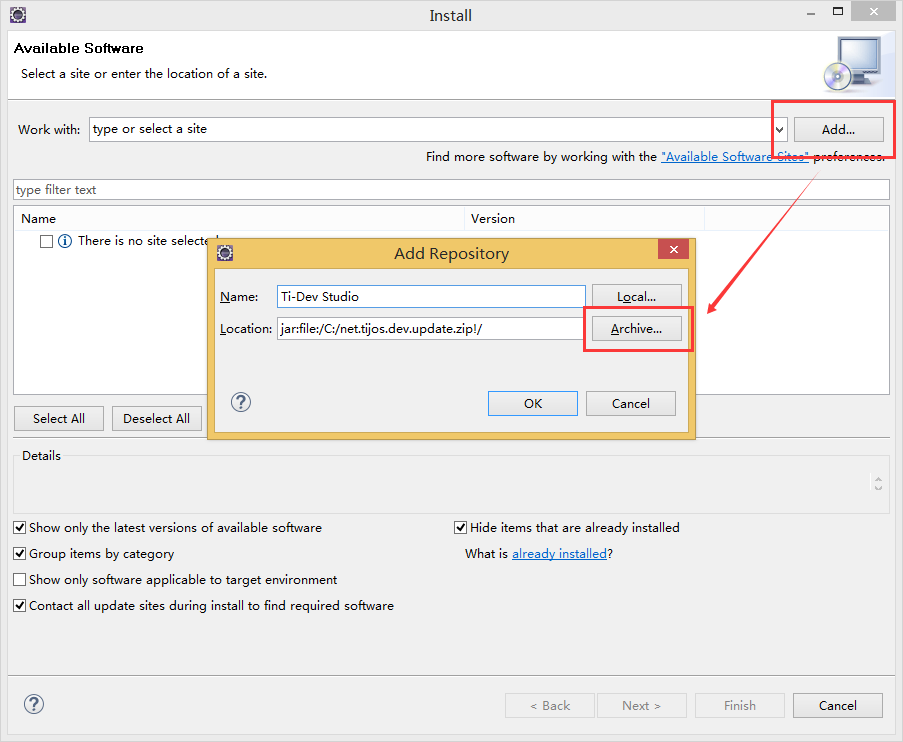 Install
Available Software
Select a site or enter the location of a site.
Work with: type or select a site Add...
Find more software by working with the "Available Software Sites" preferences.
type filter text
Name Version
There is no site selected
Add Repository
Name: Ti-Dev Studio Local...
Location: jar:file:/C:/net.tijos.dev.update.zip!/ Archive...
OK Cancel
Select All Deselect All
Details
Show only the latest versions of available software Hide items that are already installed
Group items by category What is already installed?
Show only software applicable to target environment
Contact all update sites during install to find required software
< Back Next > Finish Cancel